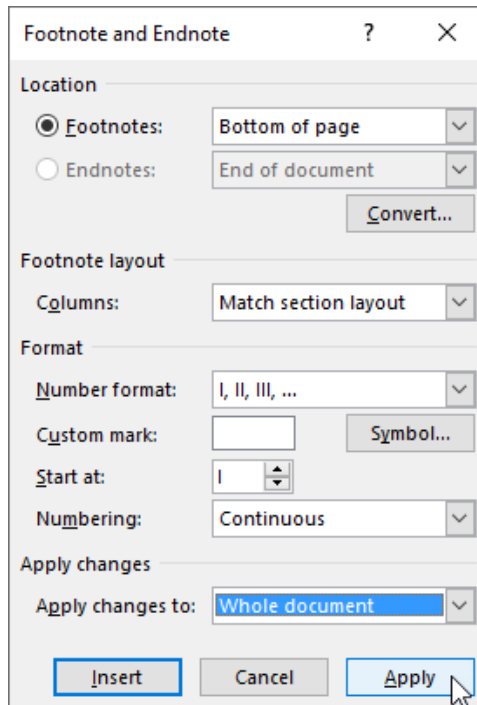 Footnote and Endnote ?
Location
Footnotes: Bottom of page
Endnotes: End of document
Convert...
Footnote layout
Columns: Match section layout
Format
Number format: I, II, III, ...
Custom mark: Symbol...
Start at: I
Numbering: Continuous
Apply changes
Apply changes to: Whole document
Insert Cancel Apply